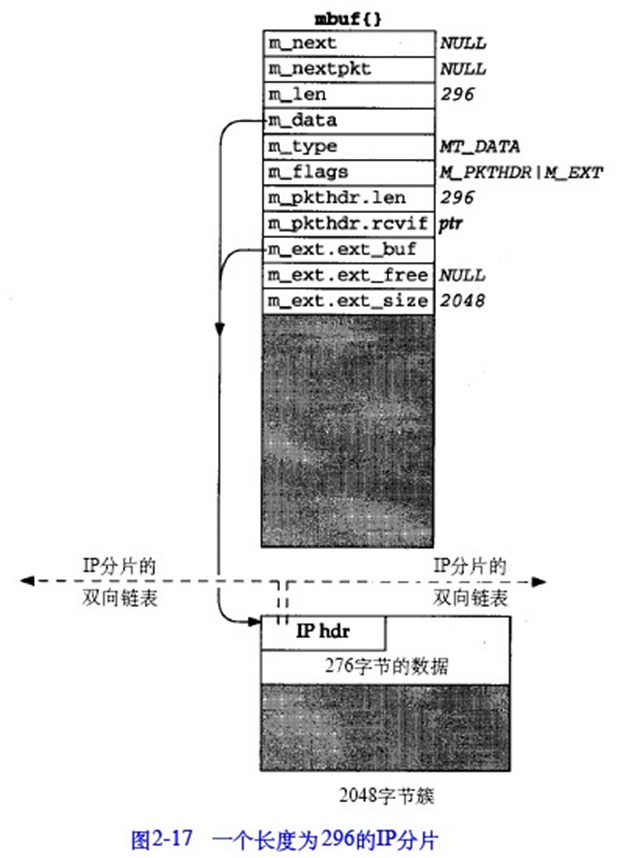 mbuf{}
m_next NULL
m_nextpkt NULL
m_len 296
m_data
m_type MT_DATA
m_flags M_PKTHDR|M_EXT
m_pkthdr.len 296
m_pkthdr.rcvif ptr
m_ext.ext_buf
m_ext.ext_free NULL
m_ext.ext_size 2048
IP分片的 IP分片的
双向链表 双向链表
IP hdr
276字节的数据
2048字节簇
图2-17 一个长度为296的IP分片